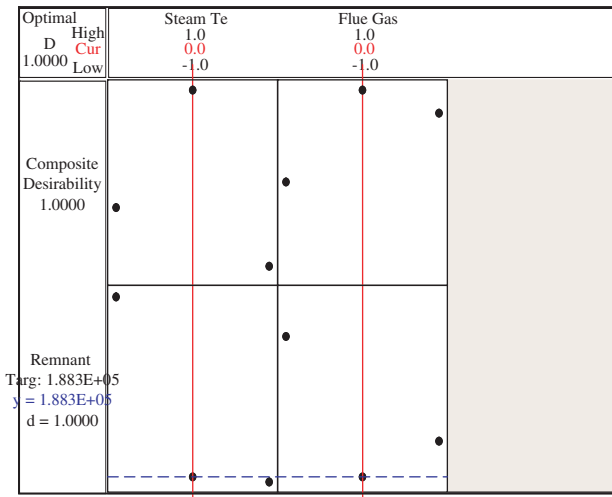 Optimal
D
1.0000
High
Cur
Low
Steam Te
1.0
0.0
-1.0
Flue Gas
1.0
0.0
-1.0
Composite
Desirability
1.0000
Remnant
Targ: 1.883E+05
y = 1.883E+05
d = 1.0000